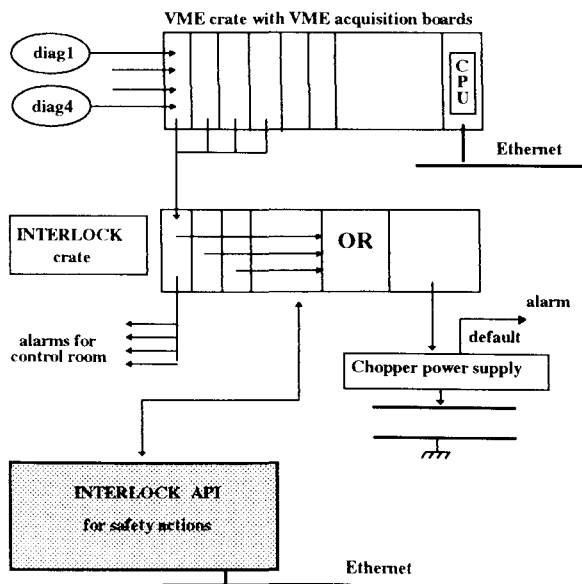 VME crate with VME acquisition boards
diag1
diag4
CPU
Ethernet
INTERLOCK
crate
OR
alarms for
control room
alarm
default
Chopper power supply
INTERLOCK API
for safety actions
Ethernet